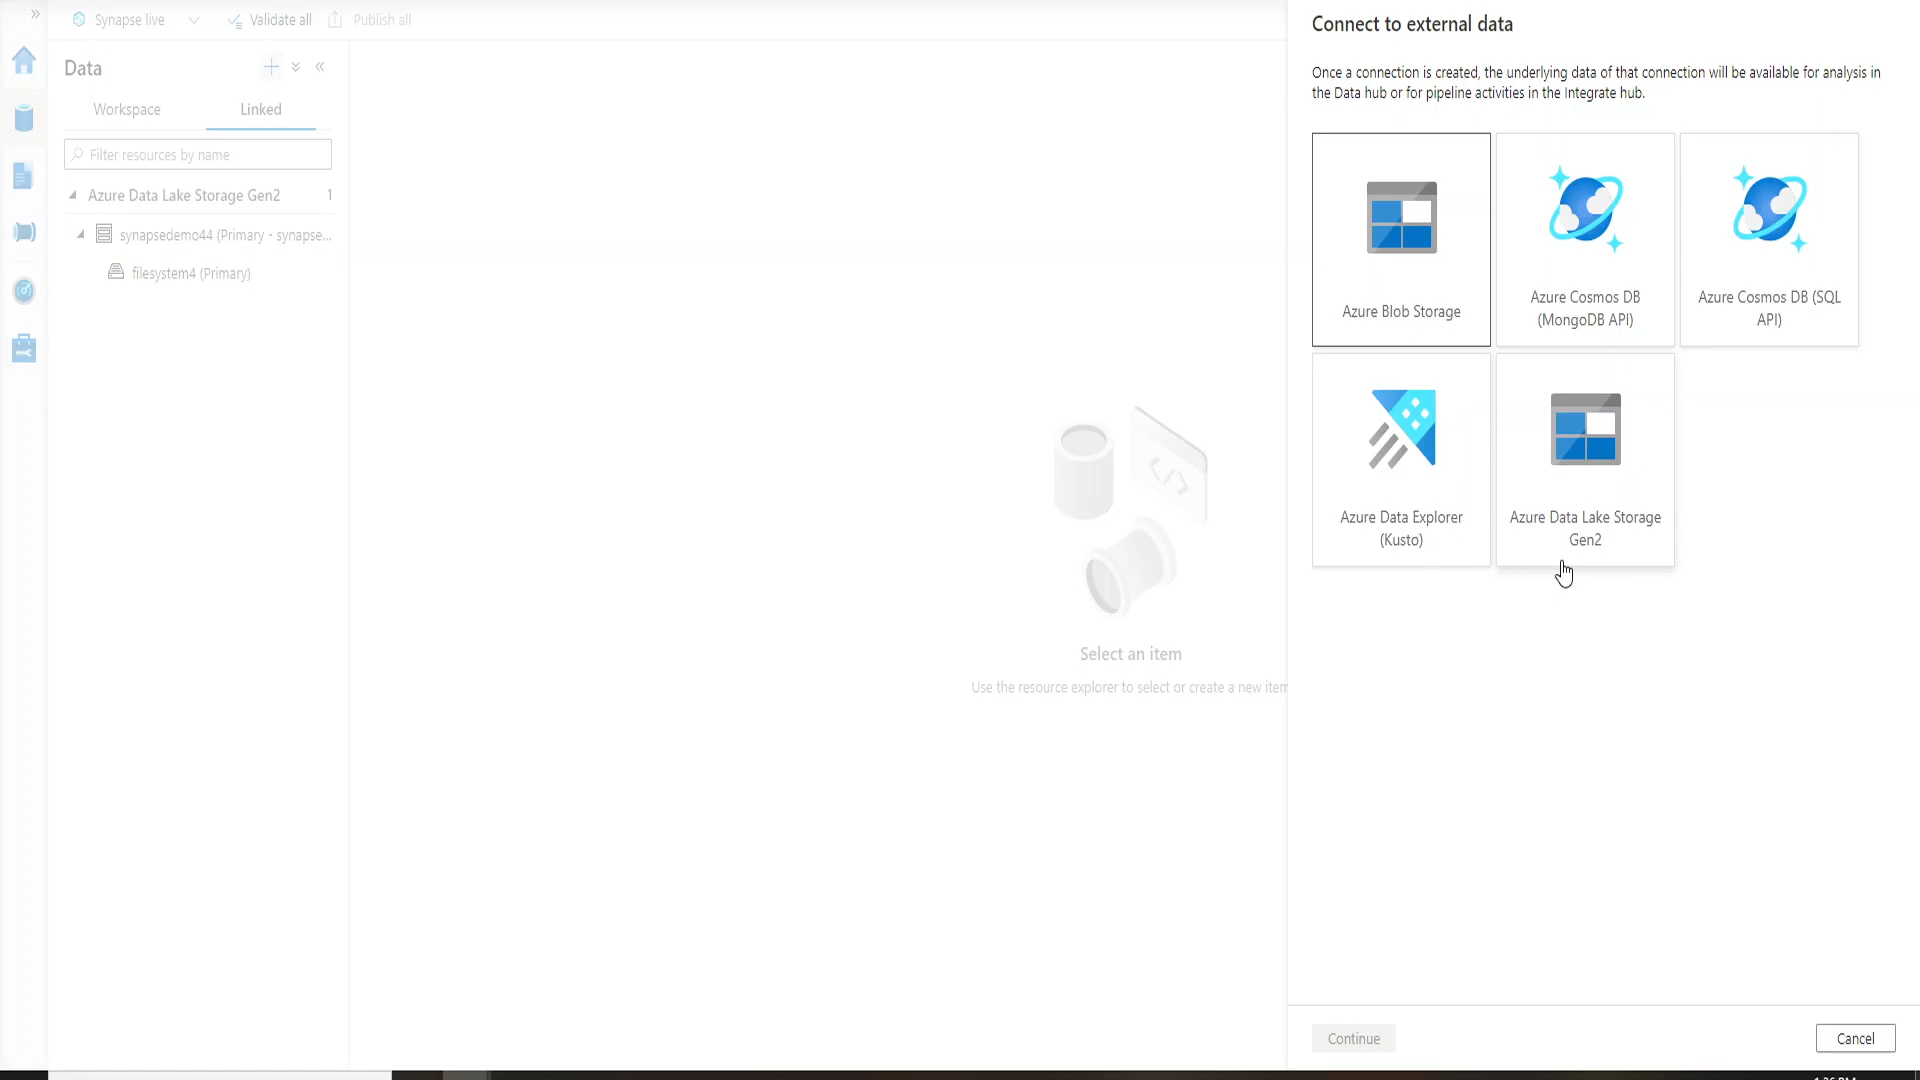 Synapse live
Validate all
Publish all
Data
Workspace
Linked
Filter resources by name
Azure Data Lake Storage Gen2 1
synapsedemo44 (Primary - synapse...
filesystem4 (Primary)
Select an item
Use the resource explorer to select or create a new item
Connect to external data
Once a connection is created, the underlying data of that connection will be available for analysis in
the Data hub or for pipeline activities in the Integrate hub.
Azure Blob Storage
Azure Cosmos DB
(MongoDB API)
Azure Cosmos DB (SQL
API)
Azure Data Explorer
(Kusto)
Azure Data Lake Storage
Gen2
Continue
Cancel